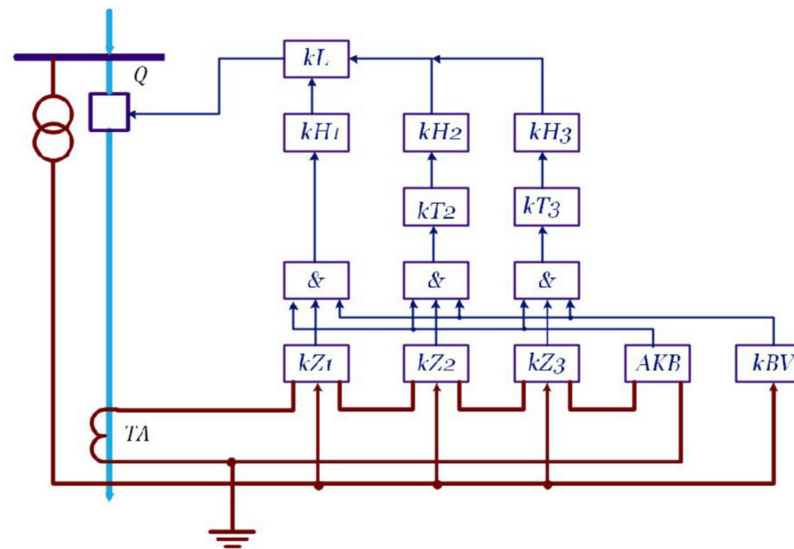 kL
Q
kH1 kH2 kH3
kT2 kT3
& & &
kZ1 kZ2 kZ3 AKB kBV
TA